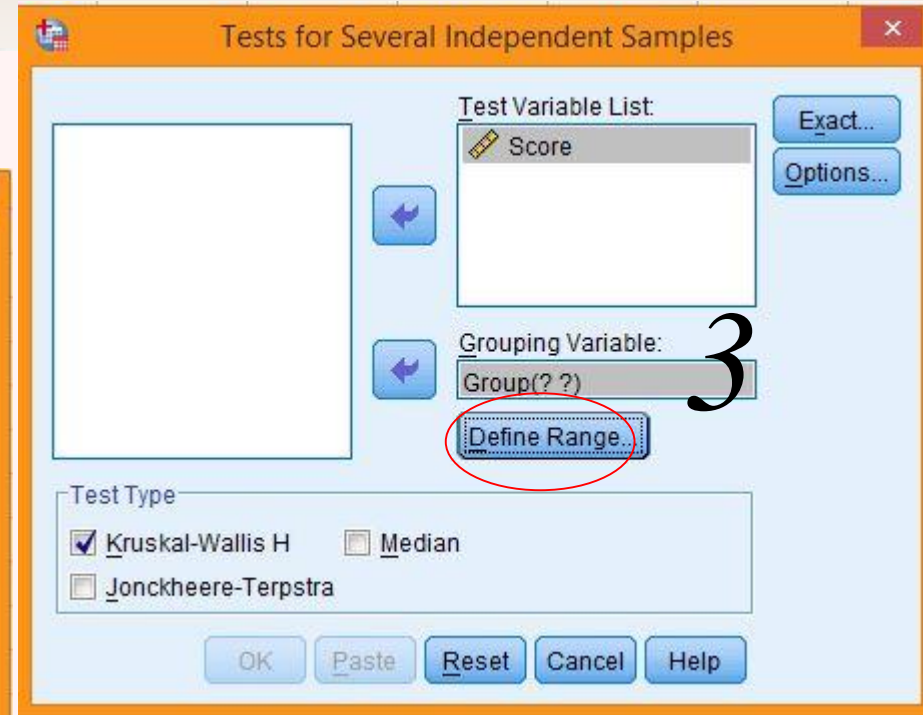 Tests for Several Independent Samples
Test Variable List:
Score
Exact...
Options...
Grouping Variable:
Group(? ?)
3
Define Range...
Test Type
Kruskal-Wallis H Median
Jonckheere-Terpstra
OK Paste Reset Cancel Help